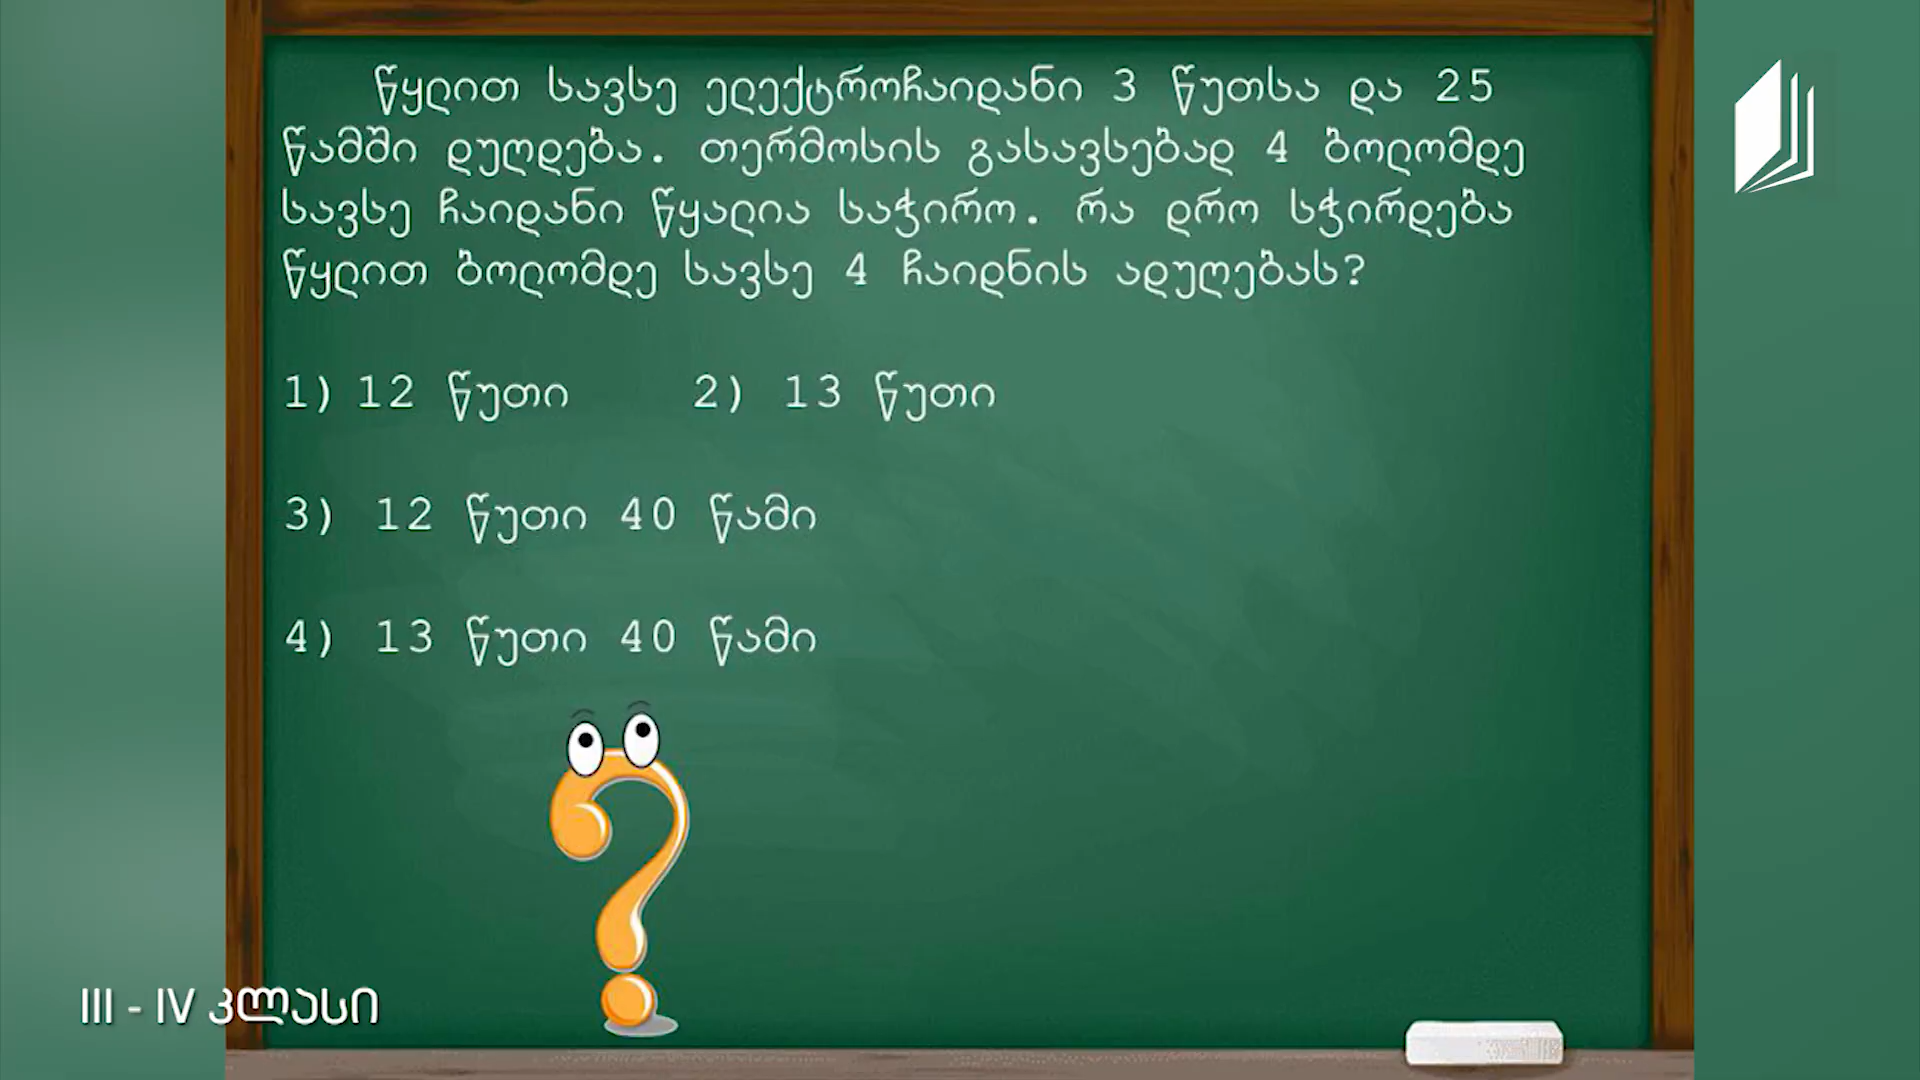 წყლით სავსე ელექტროჩაიდანი 3 წუთსა და 25
წამში დუღდება. თერმოსის გასავსებად 4 ბოლომდე
სავსე ჩაიდანი წყალია საჭირო. რა დრო სჭირდება
წყლით ბოლომდე სავსე 4 ჩაიდნის ადუღებას?
1) 12 წუთი 2) 13 წუთი
3) 12 წუთი 40 წამი
4) 13 წუთი 40 წამი
III - IV კლასი